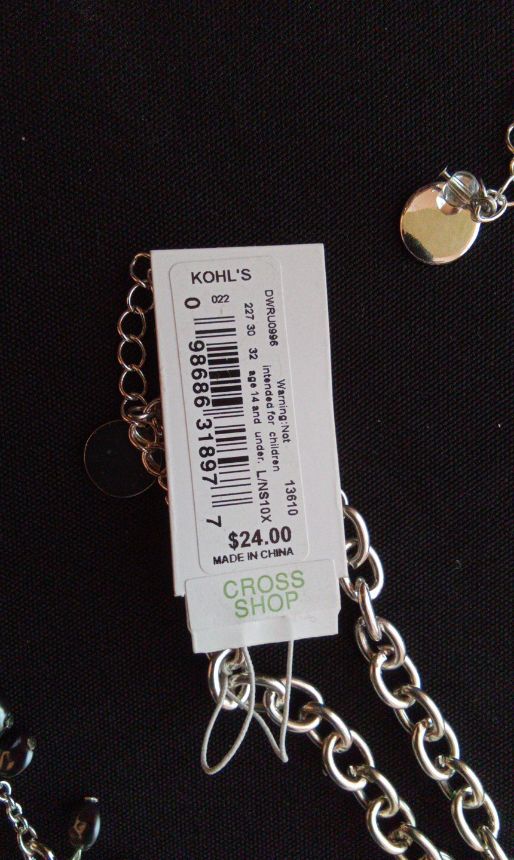 KOHL'S
022
DWRU0996
227 30 32
Warning:Not
intended for children
age 14 and under.
13610
L/NS10X
0 98686 31897 7
$24.00
MADE IN CHINA
CROSS
SHOP